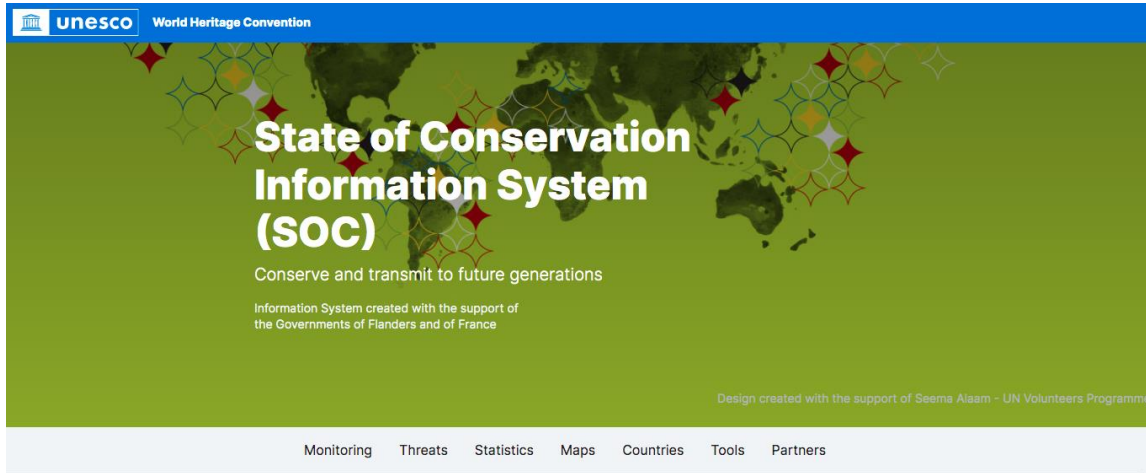 unesco World Heritage Convention
State of Conservation
Information System
(SOC)
Conserve and transmit to future generations
Information System created with the support of
the Governments of Flanders and of France
Design created with the support of Seema Alaam - UN Volunteers Programme
Monitoring Threats Statistics Maps Countries Tools Partners